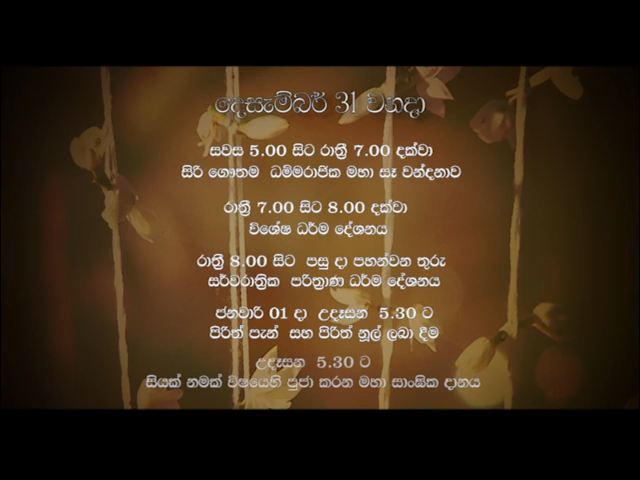 දෙසැම්බර් 31 වනදා
සවස 5.00 සිට රාත්‍රී 7.00 දක්වා
සිරි ගෞතම ධම්මරාජික මහා සෑ වන්දනාව
රාත්‍රී 7.00 සිට 8.00 දක්වා
විශේෂ ධර්ම දේශනය
රාත්‍රී 8.00 සිට පසු දා පහන්වන තුරු
සර්වරාත්‍රික පරිත්‍රාණ ධර්ම දේශනය
ජනවාරි 01 දා උදෑසන 5.30 ට
පිරිත් පැන් සහ පිරිත් නූල් ලබා දීම
උදෑසන 5.30 ට
සියක් නමක් විෂයෙහි පුජා කරන මහා සාංඝික දානය